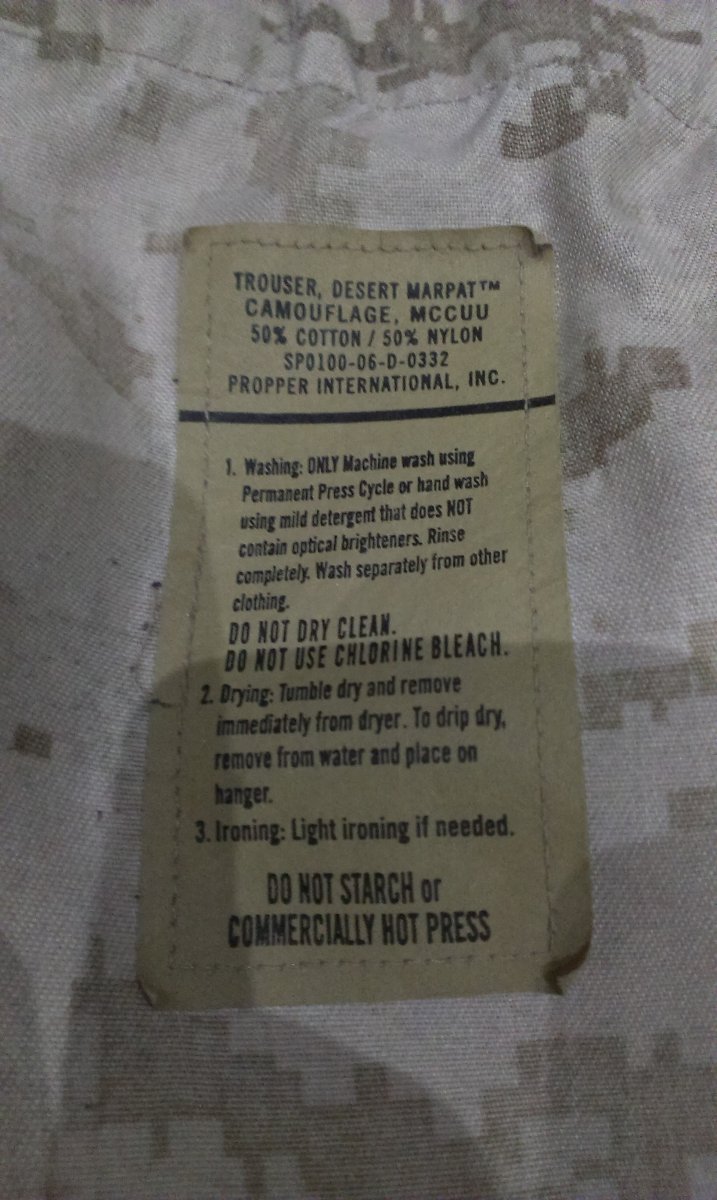 TROUSER, DESERT MARPAT™
CAMOUFLAGE, MCCUU
50% COTTON / 50% NYLON
SP0100-06-D-0332
PROPPER INTERNATIONAL, INC.
1. Washing: ONLY Machine wash using
Permanent Press Cycle or hand wash
using mild detergent that does NOT
contain optical brighteners. Rinse
completely. Wash separately from other
clothing.
DO NOT DRY CLEAN.
DO NOT USE CHLORINE BLEACH.
2. Drying: Tumble dry and remove
immediately from dryer. To drip dry,
remove from water and place on
hanger.
3. Ironing: Light ironing if needed.
DO NOT STARCH or
COMMERCIALLY HOT PRESS